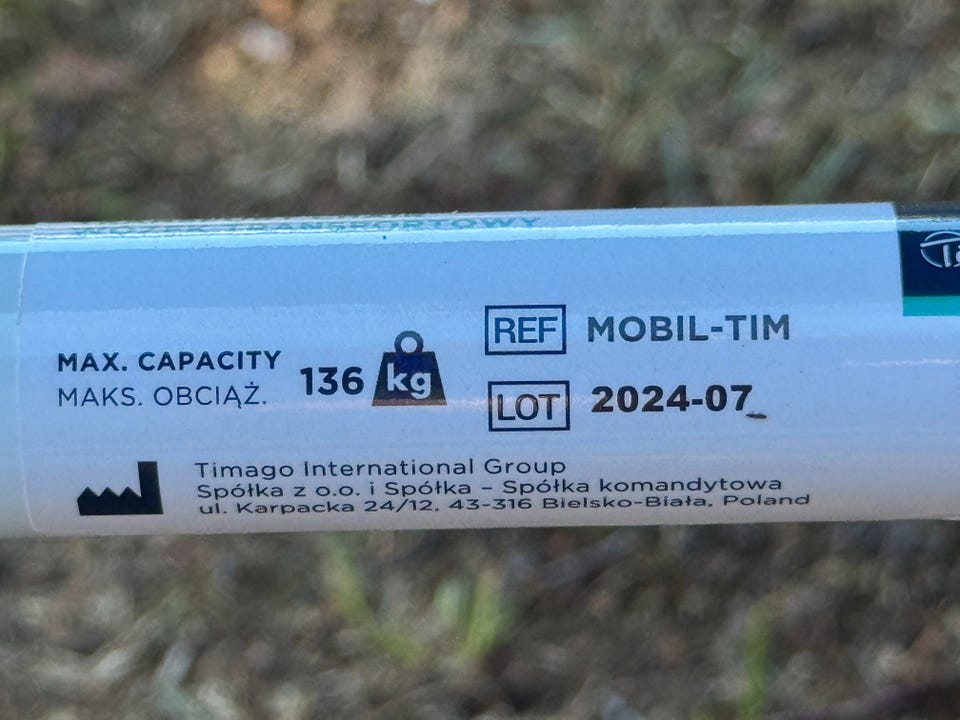 TRANSPORTOWY
MAX. CAPACITY
MAKS. OBCIĄŻ.
136 kg
REF MOBIL-TIM
LOT 2024-07
Timago International Group
Spółka z o.o. i Spółka – Spółka komandytowa
ul. Karpacka 24/12, 43-316 Bielsko-Biała, Poland